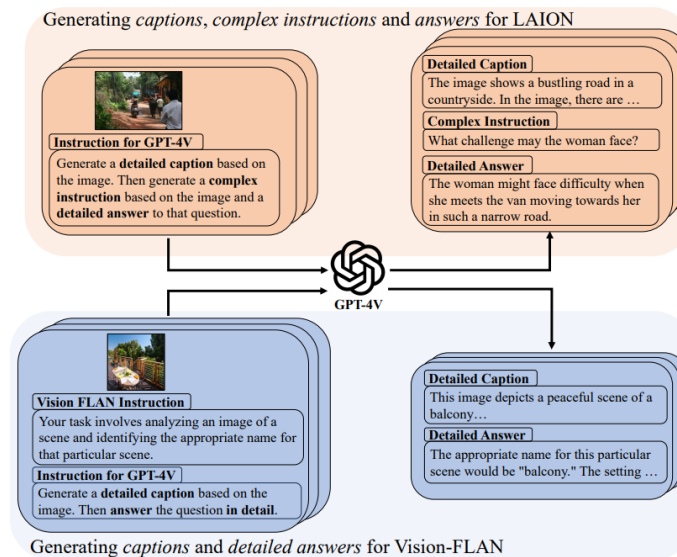 Generating captions, complex instructions and answers for LAION
Instruction for GPT-4V
Generate a detailed caption based on
the image. Then generate a complex
instruction based on the image and a
detailed answer to that question.
Detailed Caption
The image shows a bustling road in a
countryside. In the image, there are …
Complex Instruction
What challenge may the woman face?
Detailed Answer
The woman might face difficulty when
she meets the van moving towards her
in such a narrow road.
GPT-4V
Vision FLAN Instruction
Your task involves analyzing an image of a
scene and identifying the appropriate name for
that particular scene.
Instruction for GPT-4V
Generate a detailed caption based on the
image. Then answer the question in detail.
Detailed Caption
This image depicts a peaceful scene of a
balcony…
Detailed Answer
The appropriate name for this particular
scene would be "balcony." The setting …
Generating captions and detailed answers for Vision-FLAN